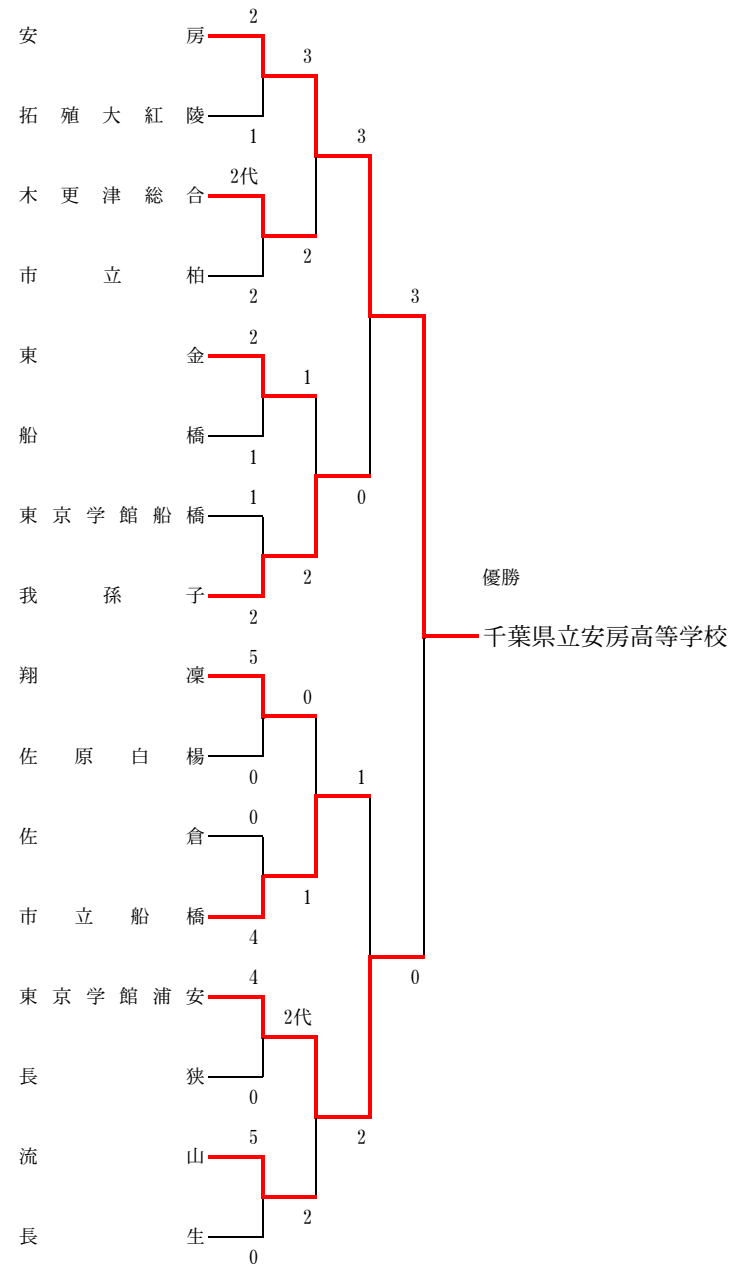 2
安房
3
拓殖大紅陵
1
3
2代
木更津総合
2
市立柏
2
3
2
東金
1
船橋
1
1
0
東京学館船橋
2
我孫子
2
優勝
千葉県立安房高等学校
5
翔凜
0
佐原白楊
0
1
0
佐倉
1
市立船橋
4
4
0
東京学館浦安
2代
長狭
0
5
2
流山
2
長生
0